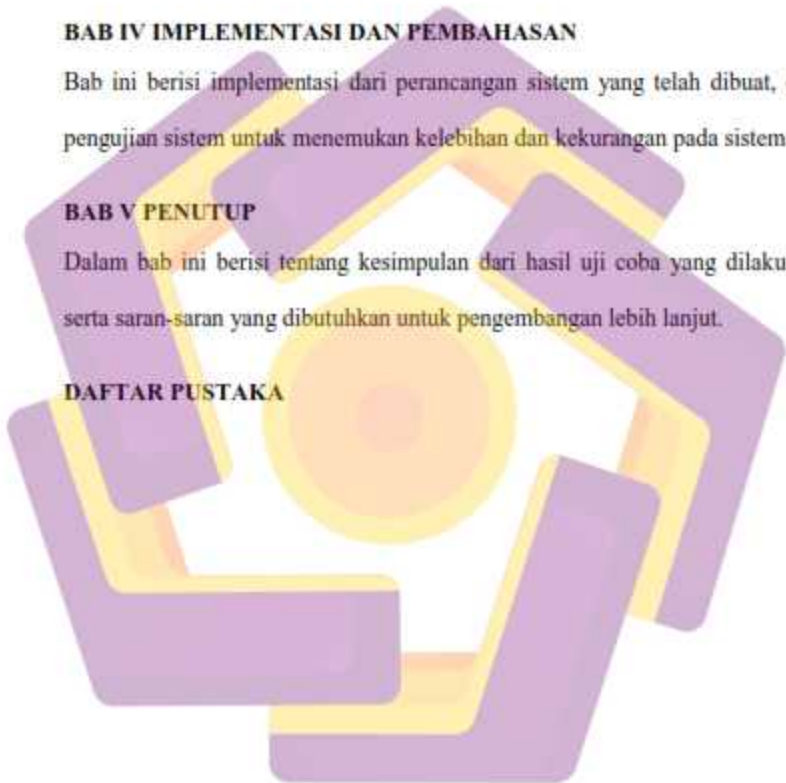 BAB IV IMPLEMENTASI DAN PEMBAHASAN
Bab ini berisi implementasi dari perancangan sistem yang telah dibuat,
pengujian sistem untuk menemukan kelebihan dan kekurangan pada sistem
BAB V PENUTUP
Dalam bab ini berisi tentang kesimpulan dari hasil uji coba yang
serta saran-saran yang dibutuhkan untuk pengembangan lebih lanjut.
DAFTAR PUSTAKA